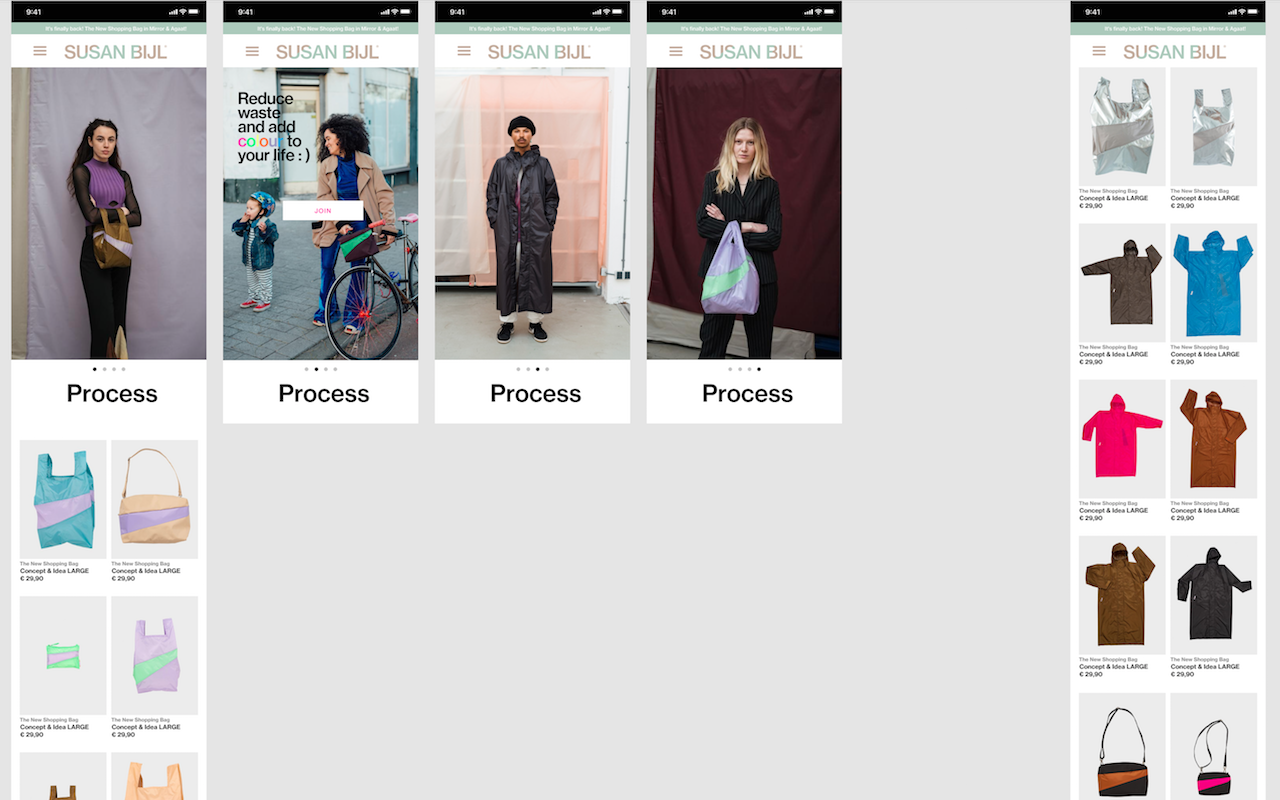 9:41
It's finally back! The New Shopping Bag in Mirror & Agaat!
SUSAN BIJL
Process
The New Shopping Bag
Concept & Idea LARGE
€ 29,90
The New Shopping Bag
Concept & Idea LARGE
€ 29,90
The New Shopping Bag
Concept & Idea LARGE
€ 29,90
The New Shopping Bag
Concept & Idea LARGE
€ 29,90
9:41
It's finally back! The New Shopping Bag in Mirror & Agaat!
SUSAN BIJL
Reduce
waste
and add
colour to
your life : )
JOIN
Process
9:41
It's finally back! The New Shopping Bag in Mirror & Agaat!
SUSAN BIJL
Process
9:41
It's finally back! The New Shopping Bag in Mirror & Agaat!
SUSAN BIJL
Process
9:41
It's finally back! The New Shopping Bag in Mirror & Agaat!
SUSAN BIJL
The New Shopping Bag
Concept & Idea LARGE
€ 29,90
The New Shopping Bag
Concept & Idea LARGE
€ 29,90
The New Shopping Bag
Concept & Idea LARGE
€ 29,90
The New Shopping Bag
Concept & Idea LARGE
€ 29,90
The New Shopping Bag
Concept & Idea LARGE
€ 29,90
The New Shopping Bag
Concept & Idea LARGE
€ 29,90
The New Shopping Bag
Concept & Idea LARGE
€ 29,90
The New Shopping Bag
Concept & Idea LARGE
€ 29,90